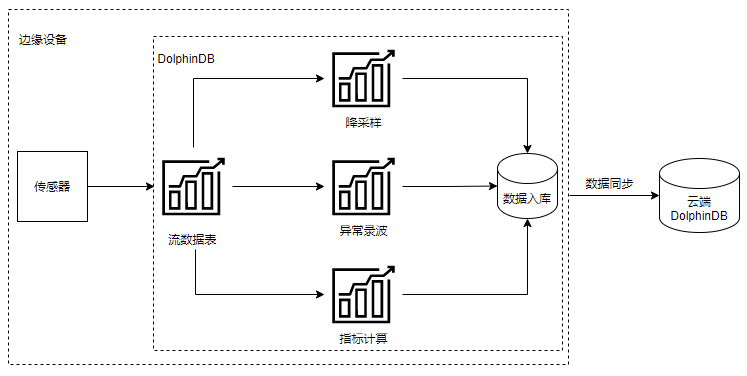 边缘设备
DolphinDB
降采样
传感器
流数据表
异常录波
数据入库
数据同步
云端
DolphinDB
指标计算